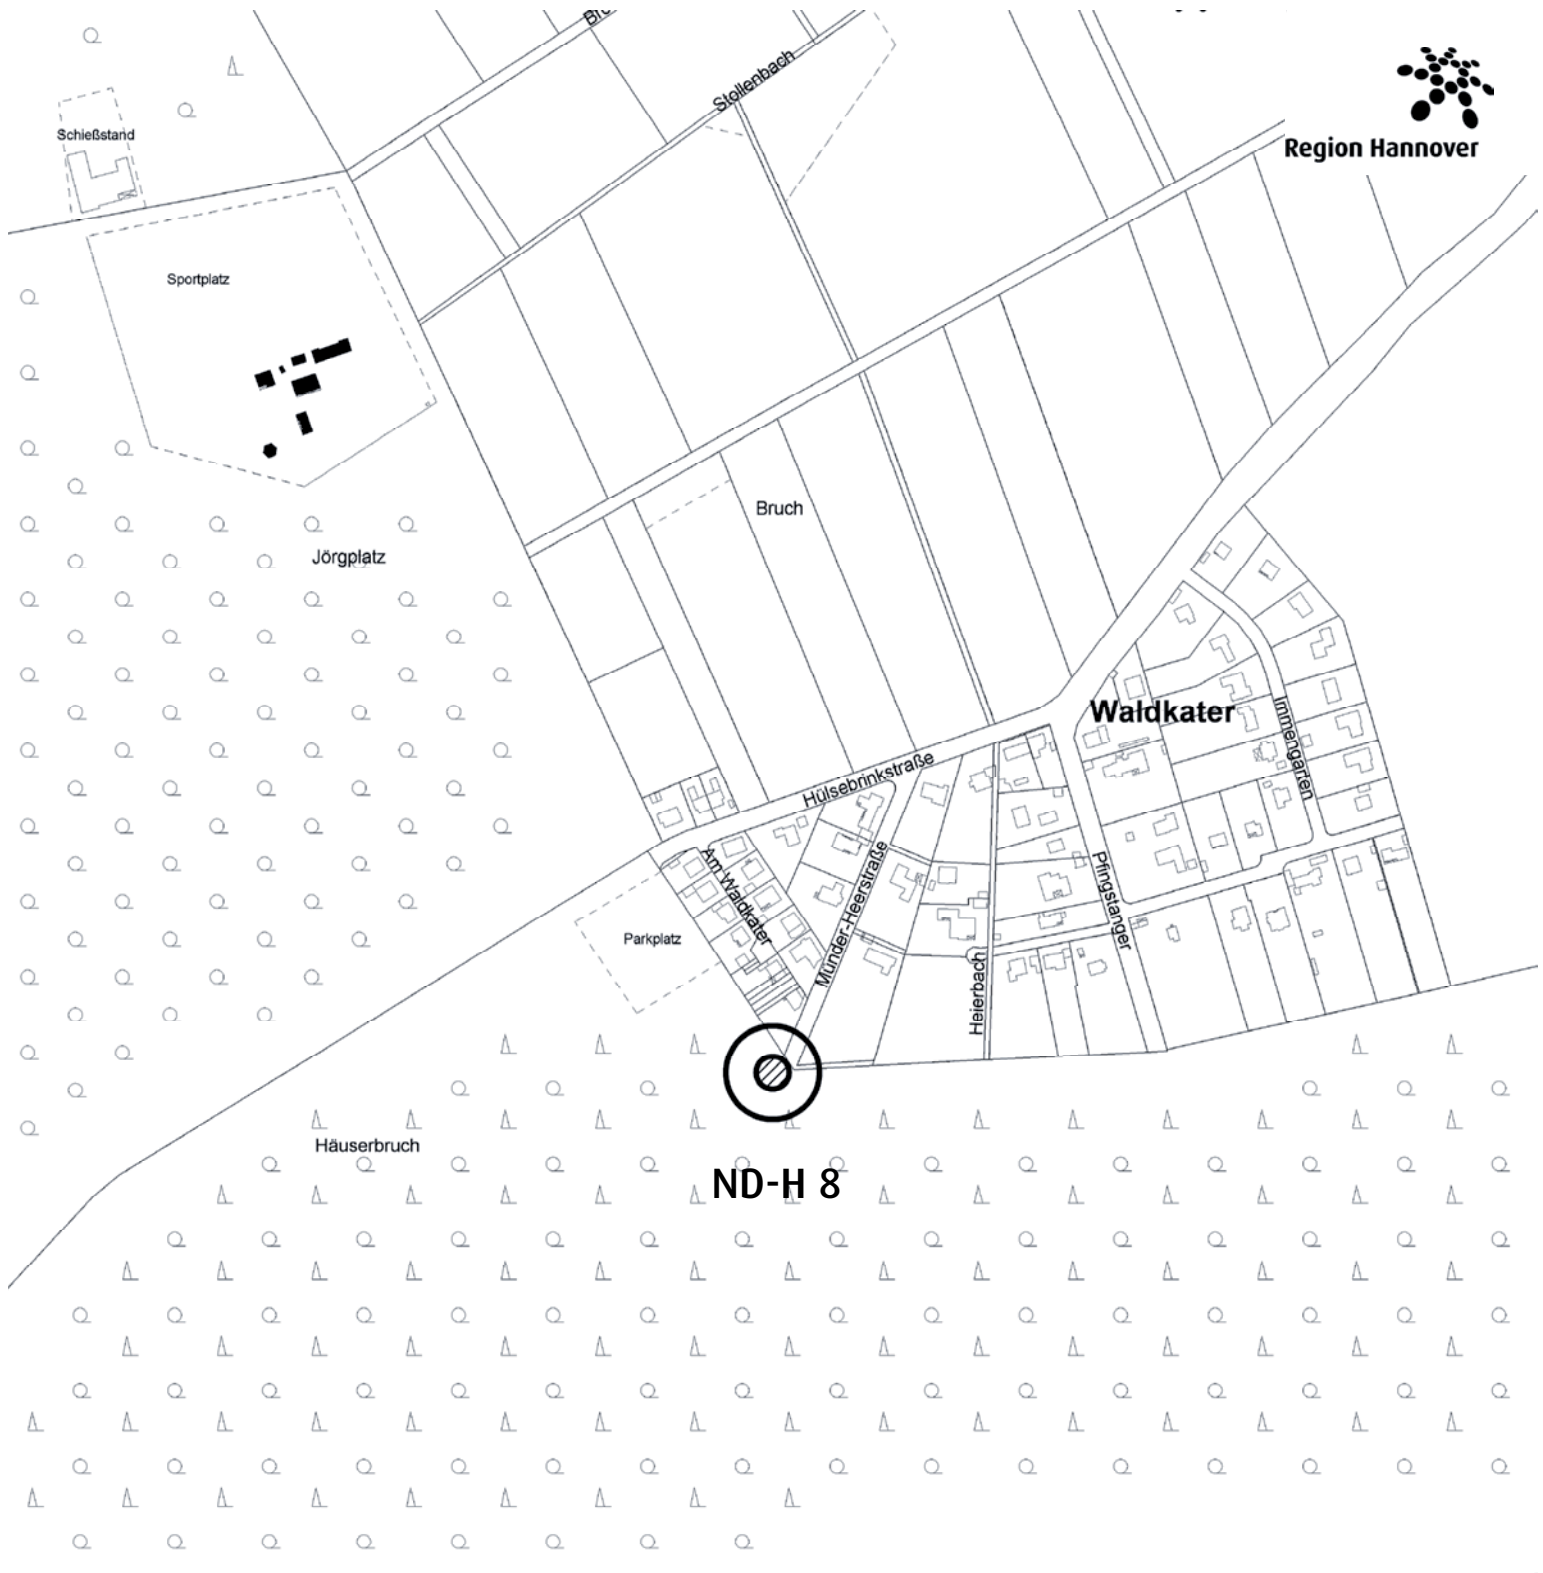 Stollenbach
Schießstand
Region Hannover
Sportplatz
Bruch
Jörgplatz
Waldkater
Immengarten
Hülsebrinkstraße
Am Waldkater
Münder-Heerstraße
Pfingstanger
Parkplatz
Heierbach
Häuserbruch
ND-H 8